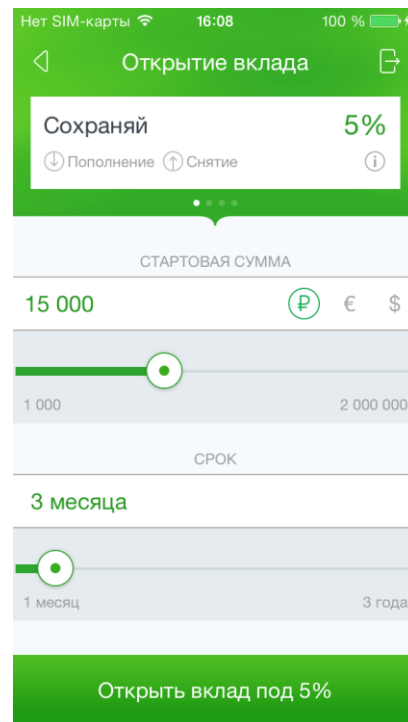 Нет SIM-карты 16:08 100 %
Открытие вклада
Сохраняй 5%
Пополнение Снятие i
СТАРТОВАЯ СУММА
15 000 ₽ € $
1 000 2 000 000
СРОК
3 месяца
1 месяц 3 года
Открыть вклад под 5%